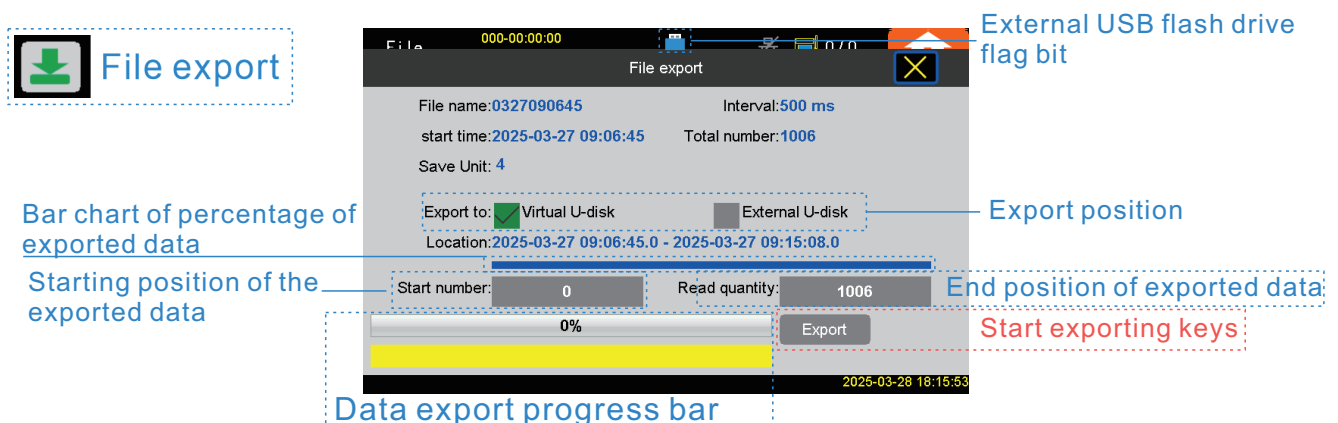 External USB flash drive
flag bit
File export
File 000-00:00:00 0/0
File export
File name:0327090645 Interval:500 ms
start time:2025-03-27 09:06:45 Total number:1006
Save Unit: 4
Export to: Virtual U-disk External U-disk
Export position
Bar chart of percentage of
exported data
Location:2025-03-27 09:06:45.0 - 2025-03-27 09:15:08.0
Starting position of the
exported data
Start number: 0 Read quantity: 1006
End position of exported data
0% Export
Start exporting keys
2025-03-28 18:15:53
Data export progress bar